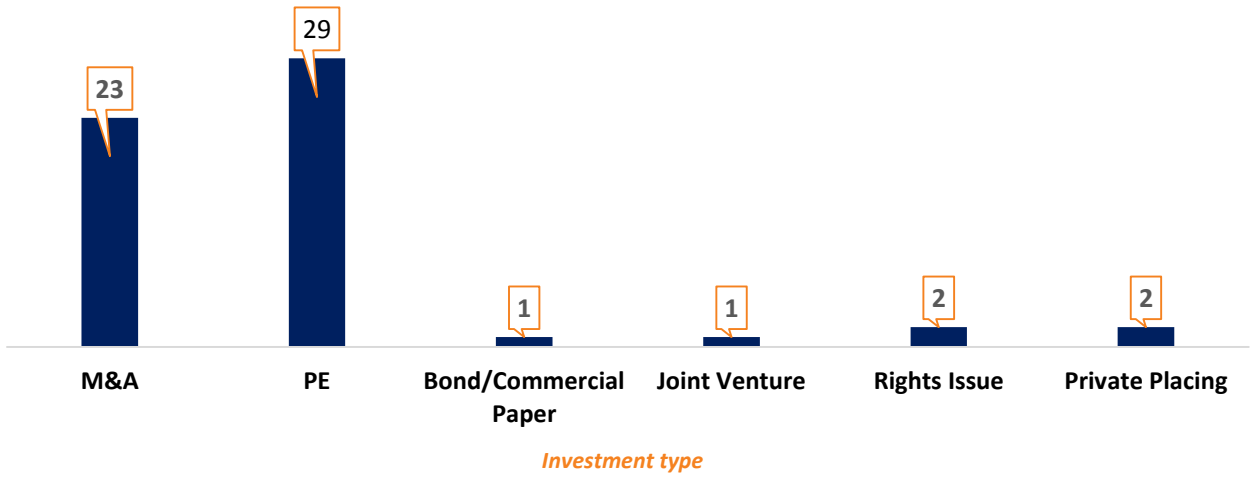 29
23
1
1
2
2
M&A
PE
Bond/Commercial
Paper
Joint Venture
Rights Issue
Private Placing
Investment type